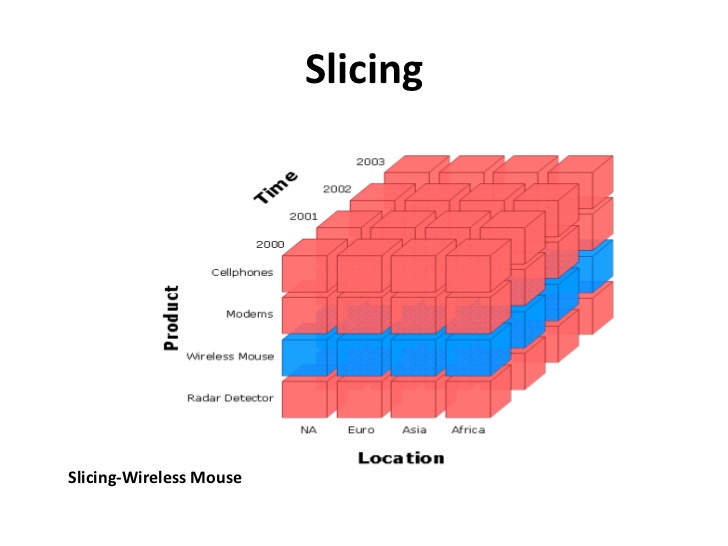 Slicing
2003
2002
2001
2000
Time
Cellphones
Modems
Wireless Mouse
Radar Detector
Product
NA Euro Asia Africa
Location
Slicing-Wireless Mouse